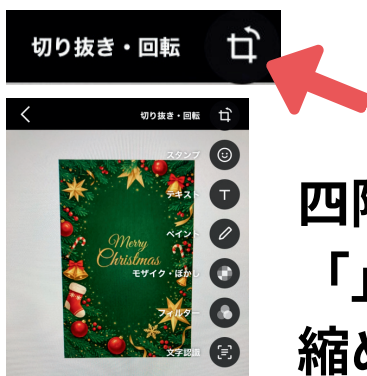 切り抜き・回転
切り抜き・回転
スタンプ
テキスト
T
ペイント
Merry
Christmas
モザイク・ぼかし
フィルター
文字認識
四
「」
縮